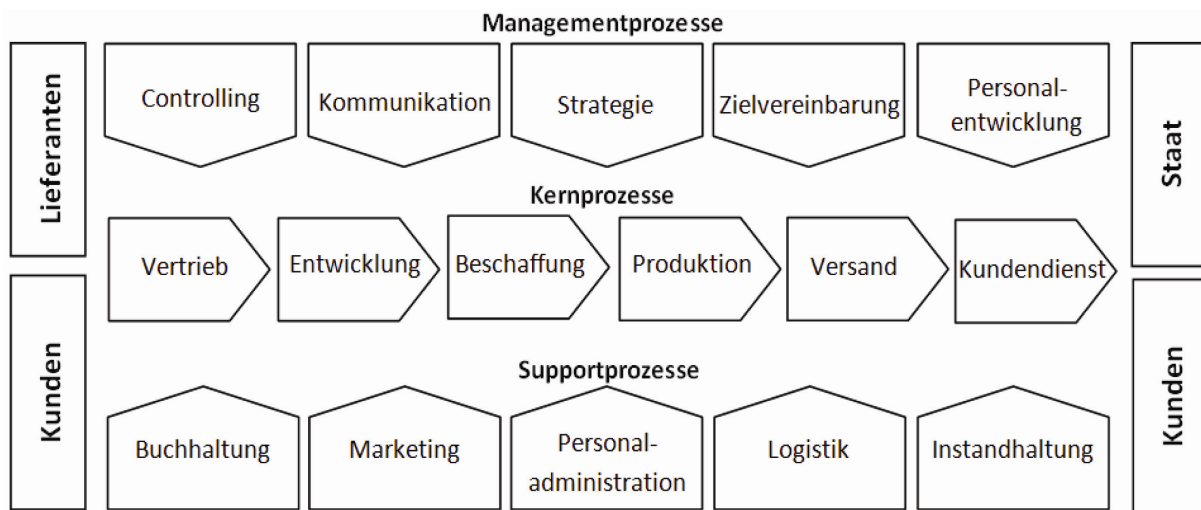 Managementprozesse
Lieferanten
Controlling
Kommunikation
Strategie
Zielvereinbarung
Personal-
entwicklung
Staat
Kernprozesse
Vertrieb
Entwicklung
Beschaffung
Produktion
Versand
Kundendienst
Kunden
Supportprozesse
Buchhaltung
Marketing
Personal-
administration
Logistik
Instandhaltung
Kunden